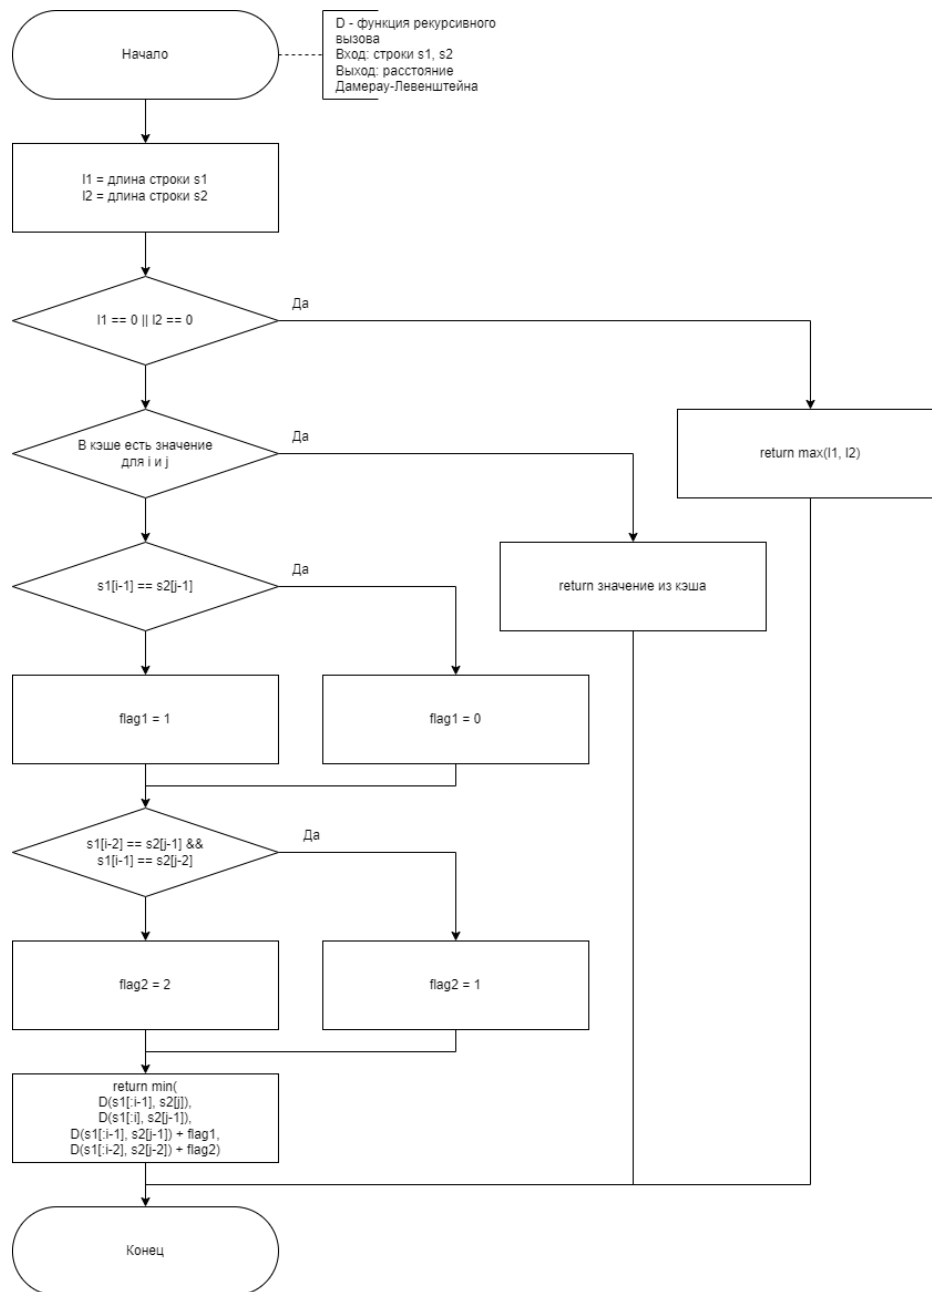 Начало
D - функция рекурсивного
вызова
Вход: строки s1, s2
Выход: расстояние
Дамерау-Левенштейна
l1 = длина строки s1
l2 = длина строки s2
l1 == 0 || l2 == 0
Да
В кэше есть значение
для i и j
Да
return max(l1, l2)
s1[i-1] == s2[j-1]
Да
return значение из кэша
flag1 = 1
flag1 = 0
s1[i-2] == s2[j-1] &&
s1[i-1] == s2[j-2]
Да
flag2 = 2
flag2 = 1
return min(
D(s1[:i-1], s2[j]),
D(s1[:i], s2[j-1]),
D(s1[:i-1], s2[j-1]) + flag1,
D(s1[:i-2], s2[j-2]) + flag2)
Конец